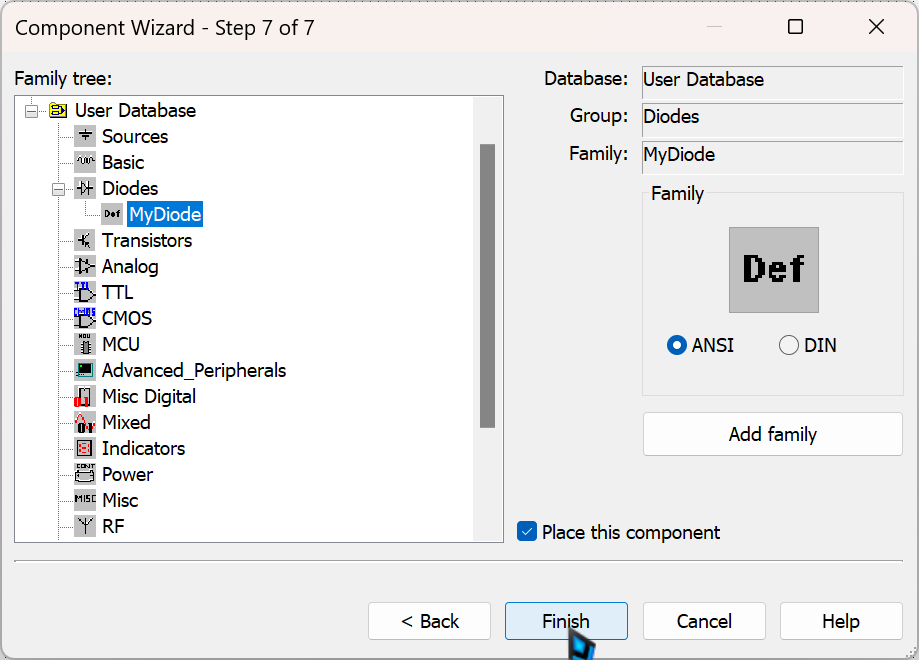 Component Wizard - Step 7 of 7
Family tree:
User Database
Sources
Basic
Diodes
Def MyDiode
Transistors
Analog
TTL
CMOS
MCU
Advanced_Peripherals
Misc Digital
Mixed
Indicators
CONT Power
MISC Misc
RF
Database: User Database
Group: Diodes
Family: MyDiode
Family
Def
ANSI DIN
Add family
Place this component
< Back Finish Cancel Help